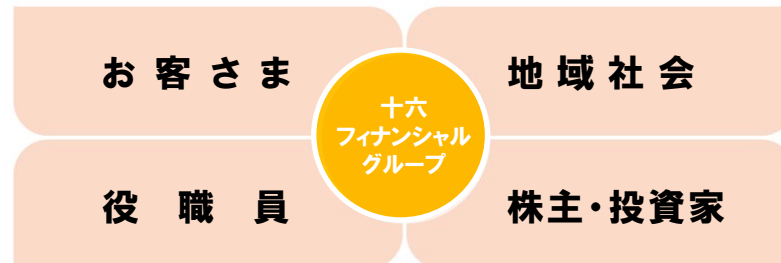 お客さま
地域社会
十六
フィナンシャル
グループ
役職員
株主・投資家